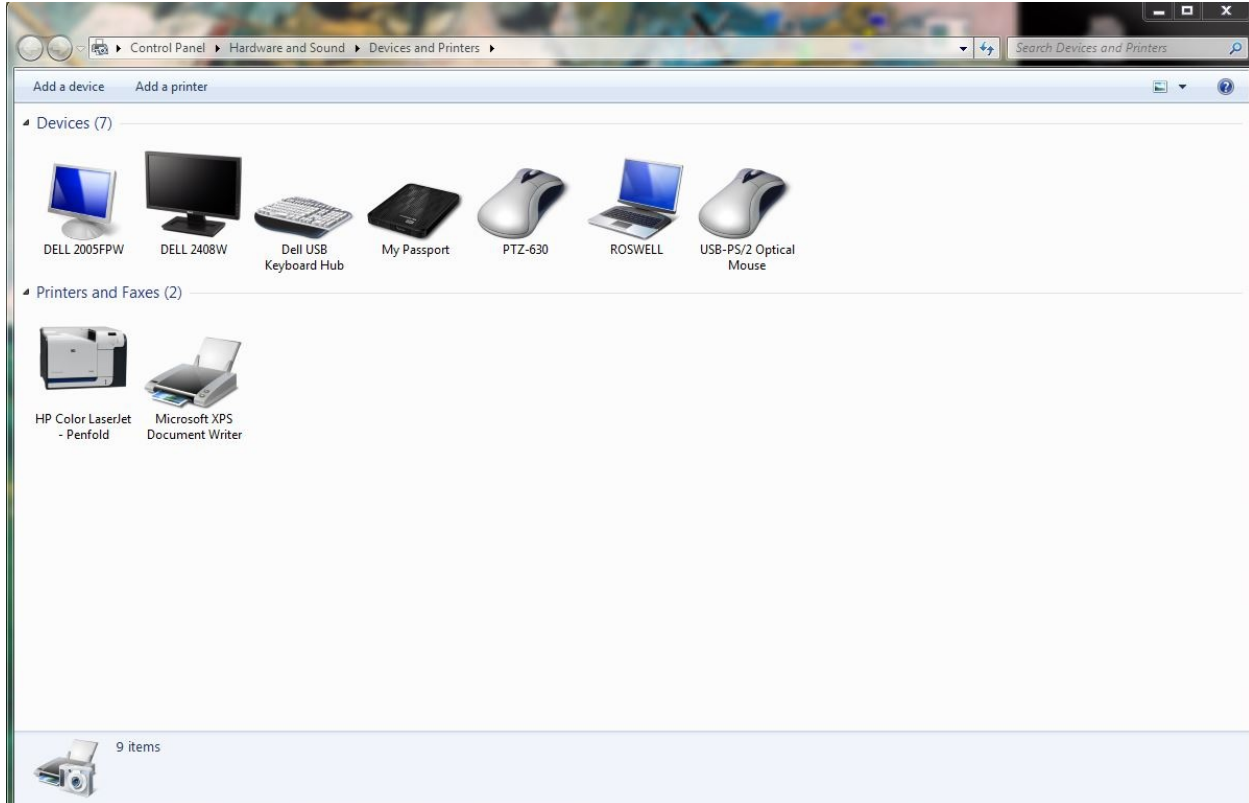 Control Panel ▸ Hardware and Sound ▸ Devices and Printers ▸
Search Devices and Printers
Add a device Add a printer
Devices (7)
DELL 2005FPW
DELL 2408W
Dell USB
Keyboard Hub
My Passport
PTZ-630
ROSWELL
USB-PS/2 Optical
Mouse
Printers and Faxes (2)
HP Color LaserJet
- Penfold
Microsoft XPS
Document Writer
9 items